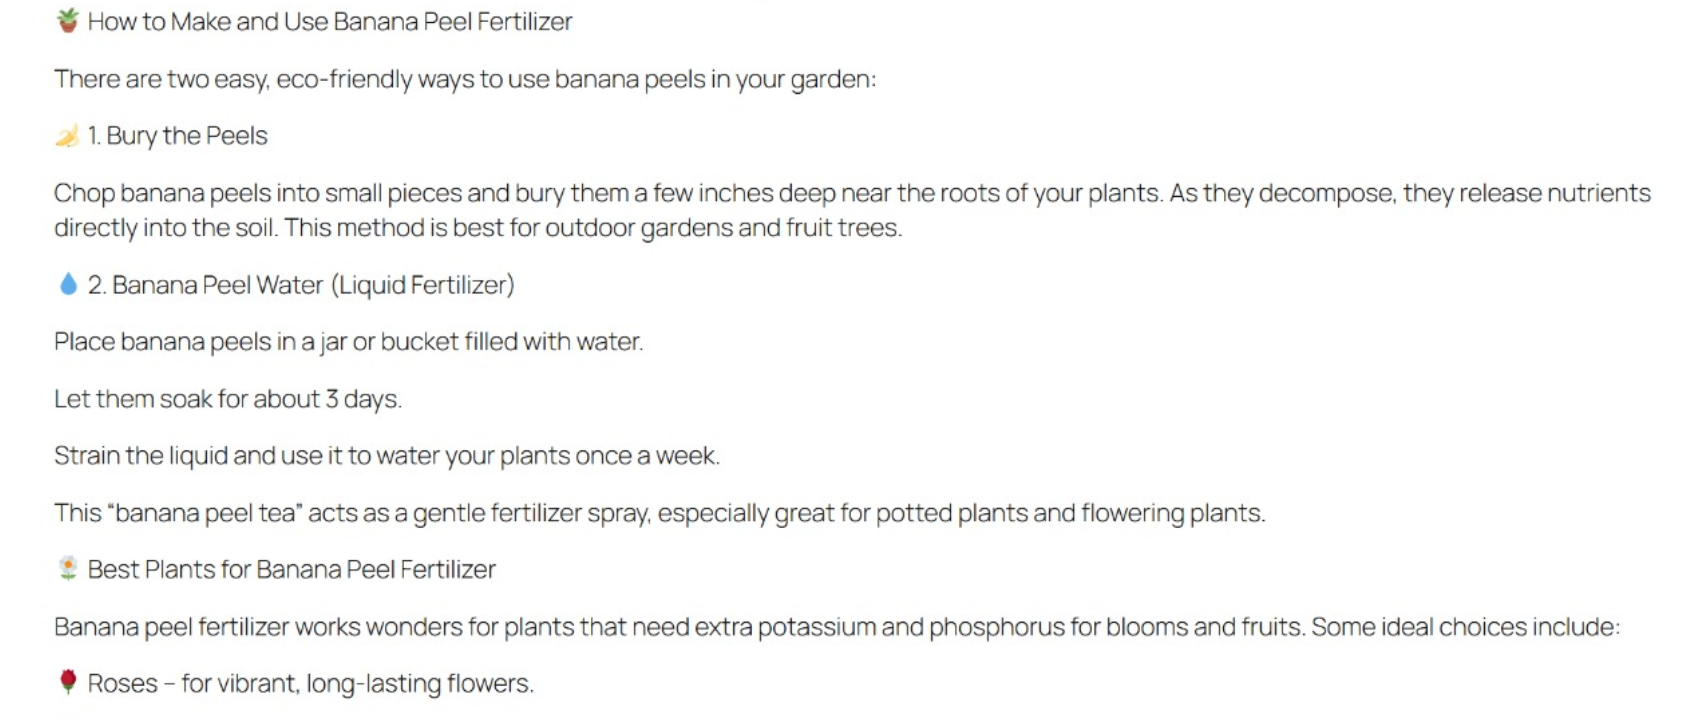 🪴 How to Make and Use Banana Peel Fertilizer
There are two easy, eco-friendly ways to use banana peels in your garden:
🍌 1. Bury the Peels
Chop banana peels into small pieces and bury them a few inches deep near the roots of your plants. As they decompose, they release nutrients
directly into the soil. This method is best for outdoor gardens and fruit trees.
💧 2. Banana Peel Water (Liquid Fertilizer)
Place banana peels in a jar or bucket filled with water.
Let them soak for about 3 days.
Strain the liquid and use it to water your plants once a week.
This “banana peel tea” acts as a gentle fertilizer spray, especially great for potted plants and flowering plants.
🌼 Best Plants for Banana Peel Fertilizer
Banana peel fertilizer works wonders for plants that need extra potassium and phosphorus for blooms and fruits. Some ideal choices include:
🌹 Roses – for vibrant, long-lasting flowers.